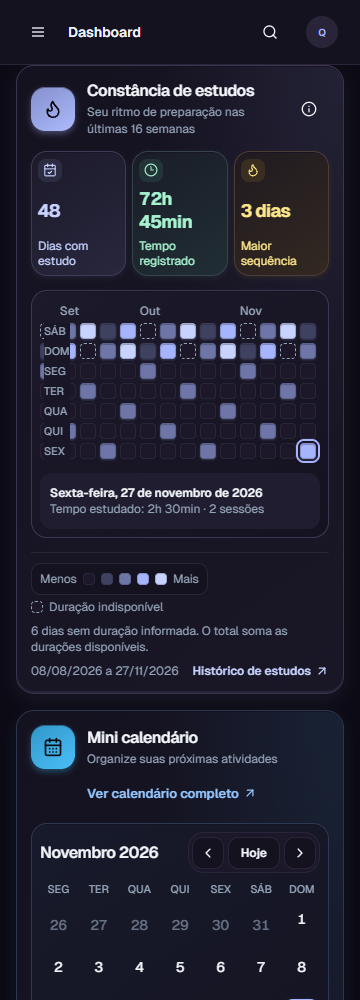 Dashboard
Q
Constância de estudos
Seu ritmo de preparação nas
últimas 16 semanas
48
Dias com
estudo
72h
45min
Tempo
registrado
3 dias
Maior
sequência
Set Out Nov
SÁB
DOM
SEG
TER
QUA
QUI
SEX
Sexta-feira, 27 de novembro de 2026
Tempo estudado: 2h 30min · 2 sessões
Menos Mais
Duração indisponível
6 dias sem duração informada. O total soma as
durações disponíveis.
08/08/2026 a 27/11/2026 Histórico de estudos
Mini calendário
Organize suas próximas atividades
Ver calendário completo
Novembro 2026 Hoje
SEG TER QUA QUI SEX SÁB DOM
26 27 28 29 30 31 1
2 3 4 5 6 7 8